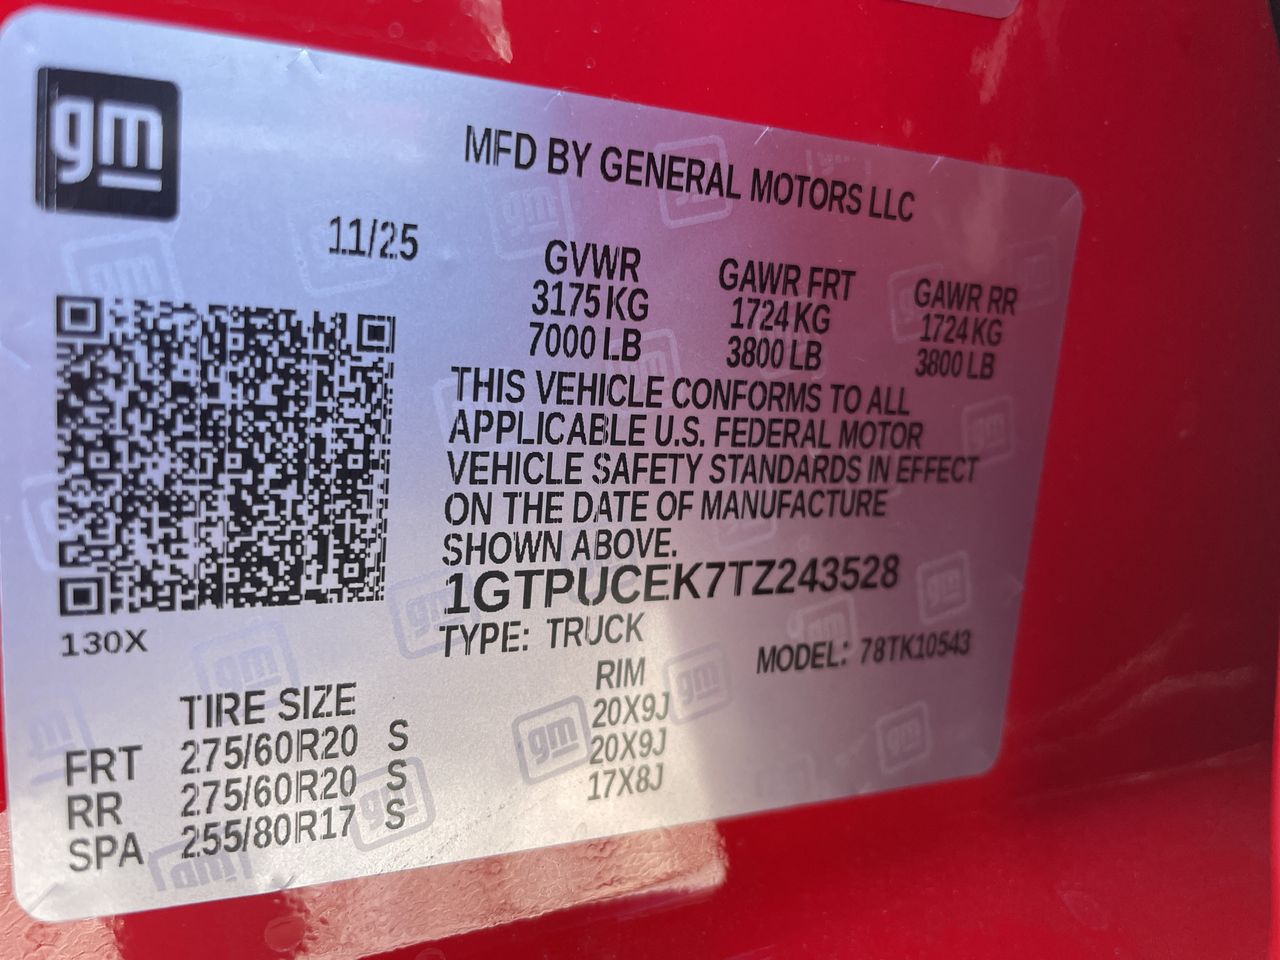 gm
MFD BY GENERAL MOTORS LLC
11/25
GVWR GAWR FRT GAWR RR
3175 KG 1724 KG 1724 KG
7000 LB 3800 LB 3800 LB
THIS VEHICLE CONFORMS TO ALL
APPLICABLE U.S. FEDERAL MOTOR
VEHICLE SAFETY STANDARDS IN EFFECT
ON THE DATE OF MANUFACTURE
SHOWN ABOVE.
1GTPUCEK7TZ243528
130X
TYPE: TRUCK MODEL: 78TK10543
TIRE SIZE RIM
FRT 275/60R20 S 20X9J
RR 275/60R20 S 20X9J
SPA 255/80R17 S 17X8J